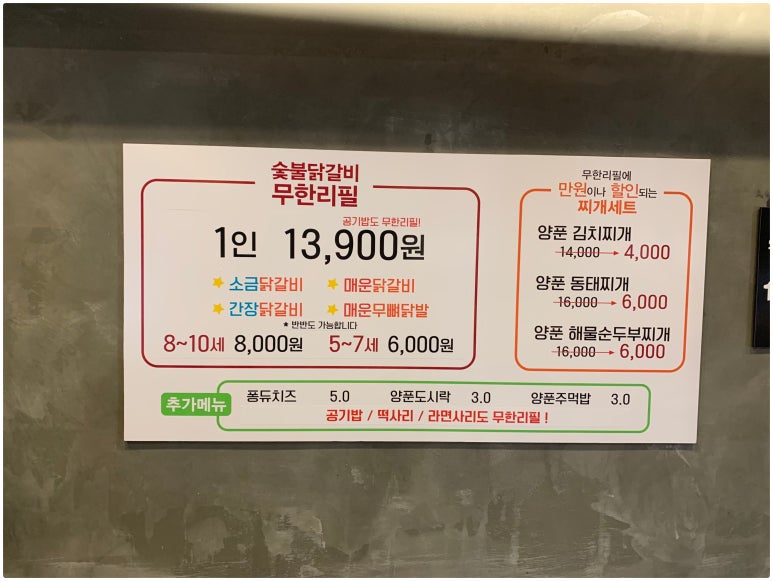 숯불닭갈비
무한리필
공기밥도 무한리필!
1인 13,900원
★ 소금닭갈비 ★ 매운닭갈비
★ 간장닭갈비 ★ 매운무뼈닭발
★ 반반도 가능합니다
8~10세 8,000원 5~7세 6,000원
무한리필에
만원이나 할인되는
찌개세트
양푼 김치찌개
14,000 → 4,000
양푼 동태찌개
16,000 → 6,000
양푼 해물순두부찌개
16,000 → 6,000
추가메뉴
퐁듀치즈 5.0 양푼도시락 3.0 양푼주먹밥 3.0
공기밥 / 떡사리 / 라면사리도 무한리필 !